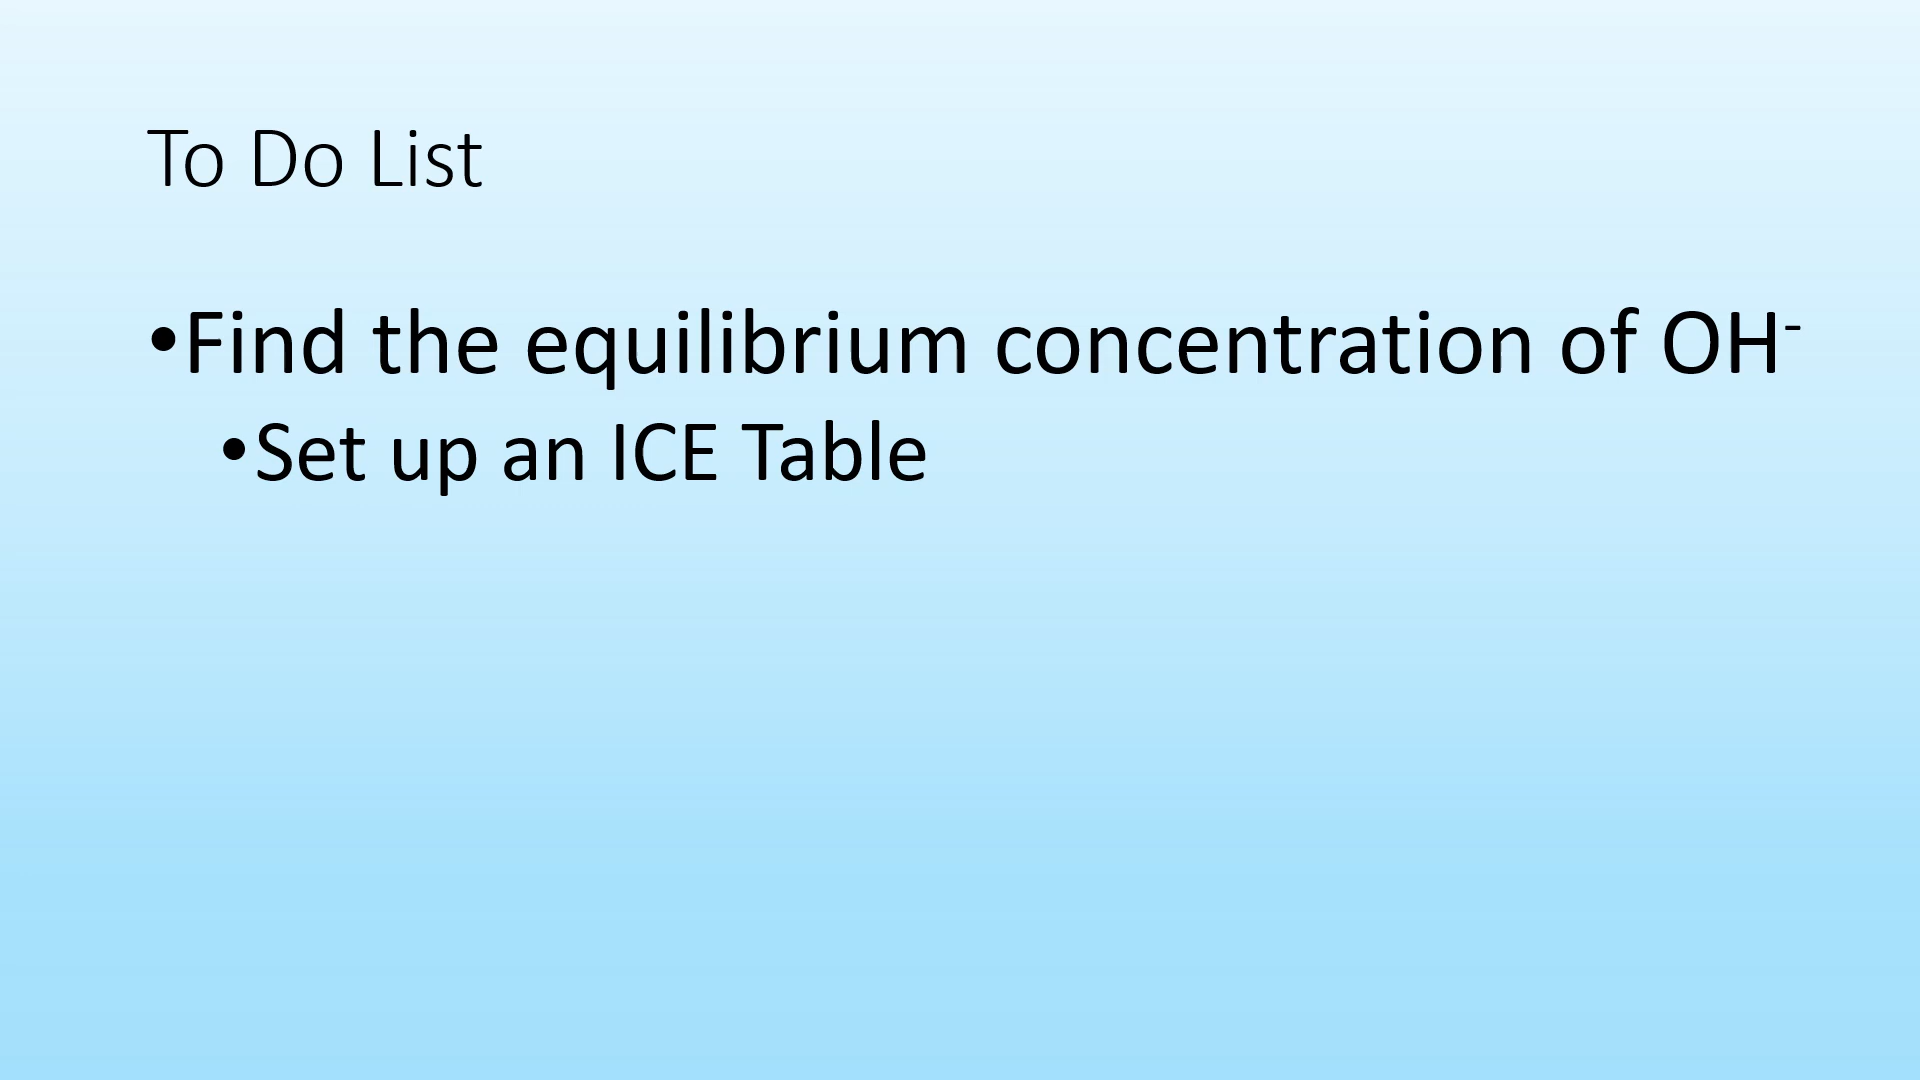 To Do List
•Find the equilibrium concentration of OH⁻
•Set up an ICE Table